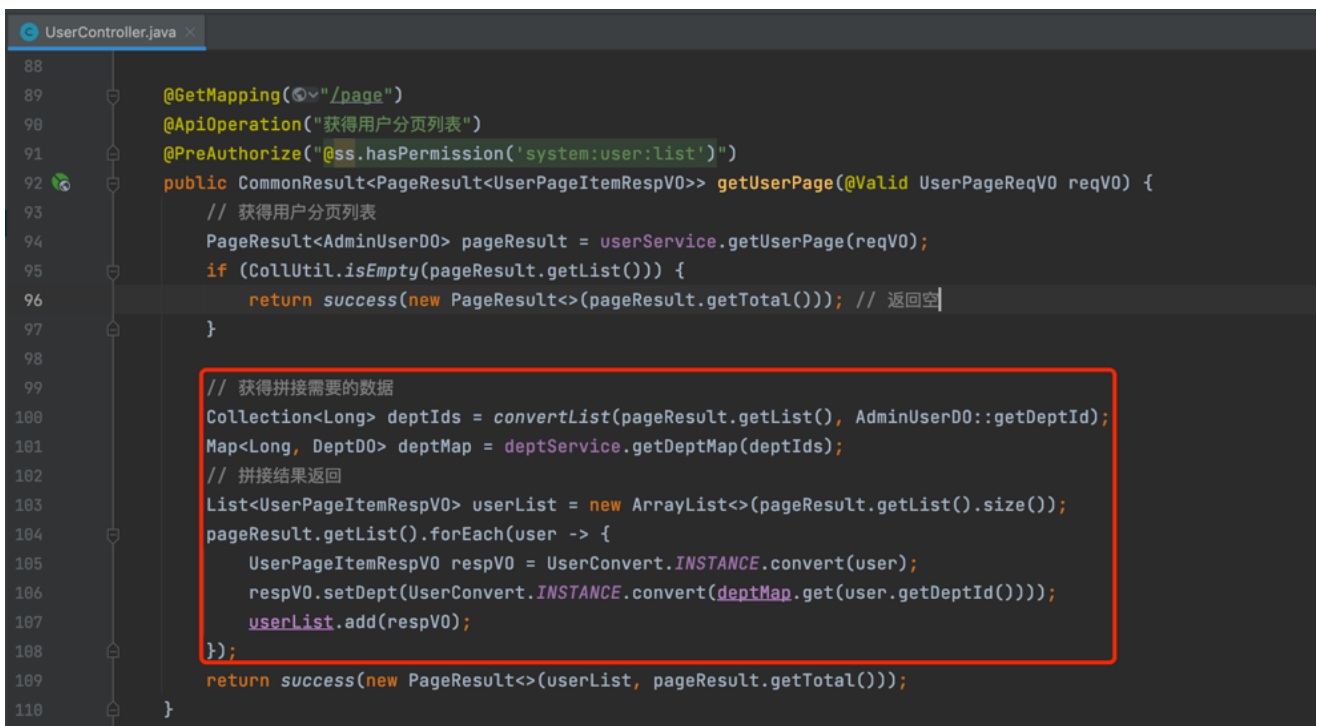 UserController.java
88
89 @GetMapping("/page")
90 @ApiOperation("获得用户分页列表")
91 @PreAuthorize("@ss.hasPermission('system:user:list')")
92 public CommonResult<PageResult<UserPageItemRespVO>> getUserPage(@Valid UserPageReqVO reqVO) {
93 // 获得用户分页列表
94 PageResult<AdminUserDO> pageResult = userService.getUserPage(reqVO);
95 if (CollUtil.isEmpty(pageResult.getList())) {
96 return success(new PageResult<>(pageResult.getTotal())); // 返回空
97 }
98
99 // 获得拼接需要的数据
100 Collection<Long> deptIds = convertList(pageResult.getList(), AdminUserDO::getDeptId);
101 Map<Long, DeptDO> deptMap = deptService.getDeptMap(deptIds);
102 // 拼接结果返回
103 List<UserPageItemRespVO> userList = new ArrayList<>(pageResult.getList().size());
104 pageResult.getList().forEach(user -> {
105 UserPageItemRespVO respVO = UserConvert.INSTANCE.convert(user);
106 respVO.setDept(UserConvert.INSTANCE.convert(deptMap.get(user.getDeptId())));
107 userList.add(respVO);
108 });
109 return success(new PageResult<>(userList, pageResult.getTotal()));
110 }